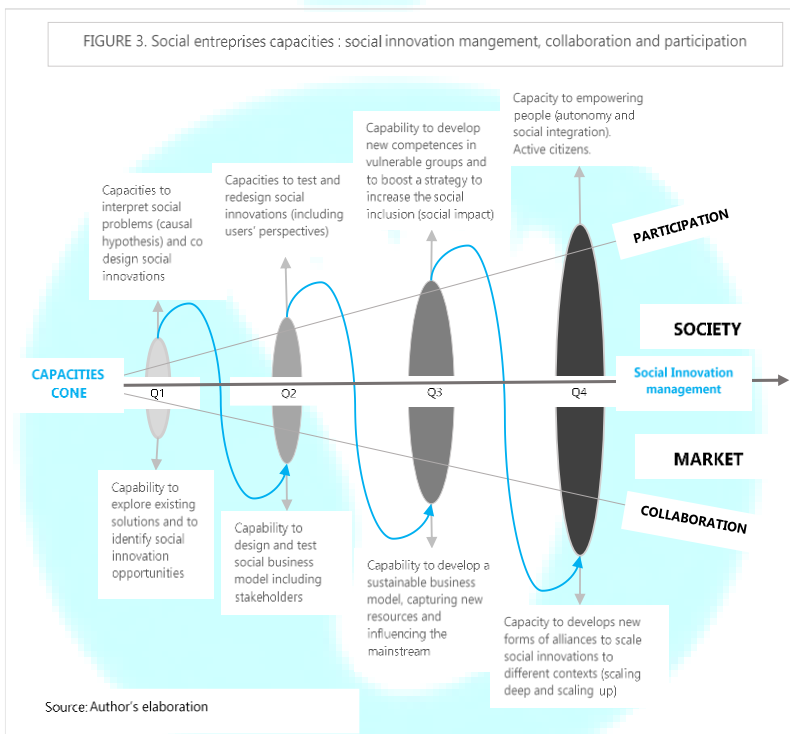 FIGURE 3. Social entreprises capacities : social innovation mangement, collaboration and participation
Capacity to empowering
people (autonomy and
social integration).
Active citizens.
Capability to develop
new competences in
vulnerable groups and
to boost a strategy to
increase the social
inclusion (social impact)
Capacities to test and
redesign social
innovations (including
users' perspectives)
Capacities to
interpret social
problems (causal
hypothesis) and co
design social
innovations
PARTICIPATION
SOCIETY
CAPACITIES
CONE
Q1
Q2
Q3
Q4
Social Innovation
management
MARKET
COLLABORATION
Capability to
explore existing
solutions and to
identify social
innovation
opportunities
Capability to
design and test
social business
model including
stakeholders
Capability to develop a
sustainable business
model, capturing new
resources and
influencing the
mainstream
Capacity to develops new
forms of alliances to scale
social innovations to
different contexts (scaling
deep and scaling up)
Source: Author's elaboration